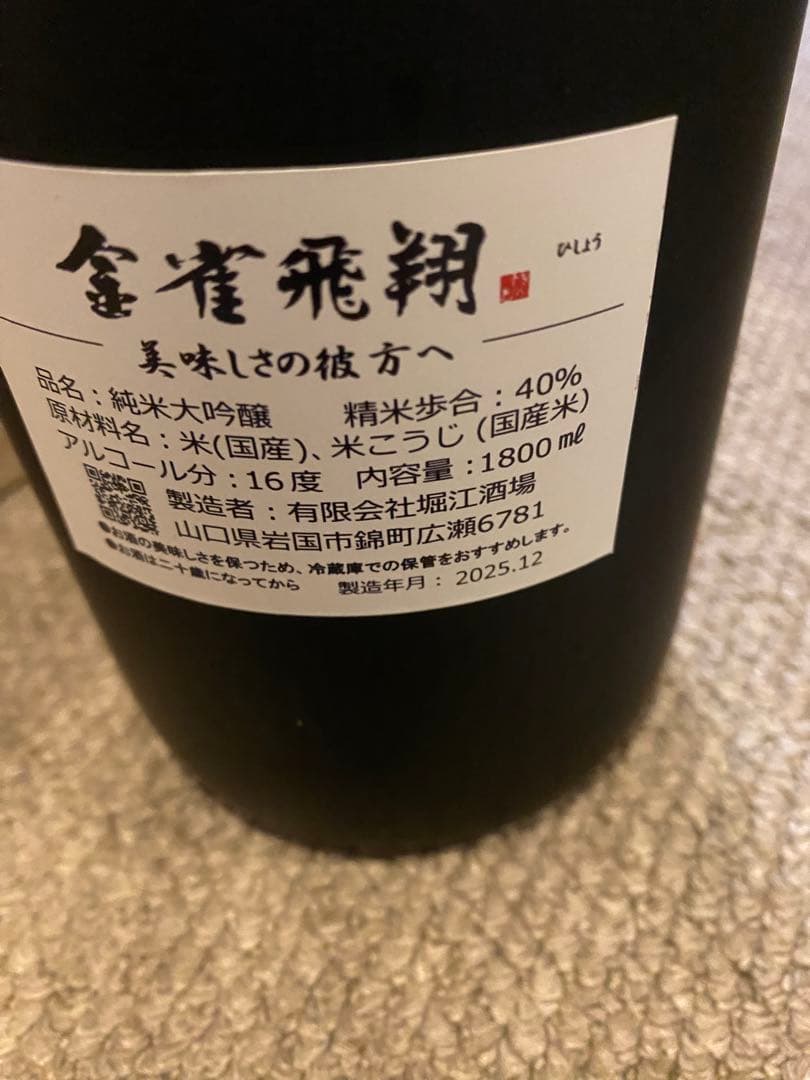 金雀飛翔
ひしょう
美味しさの彼方へ
品名：純米大吟醸　精米歩合：40%
原材料名：米(国産)、米こうじ（国産米）
アルコール分：16度　内容量：1800㎖
製造者：有限会社堀江酒場
山口県岩国市錦町広瀬6781
●お酒の美味しさを保つため、冷蔵庫での保管をおすすめします。
●お酒は二十歳になってから　製造年月：2025.12